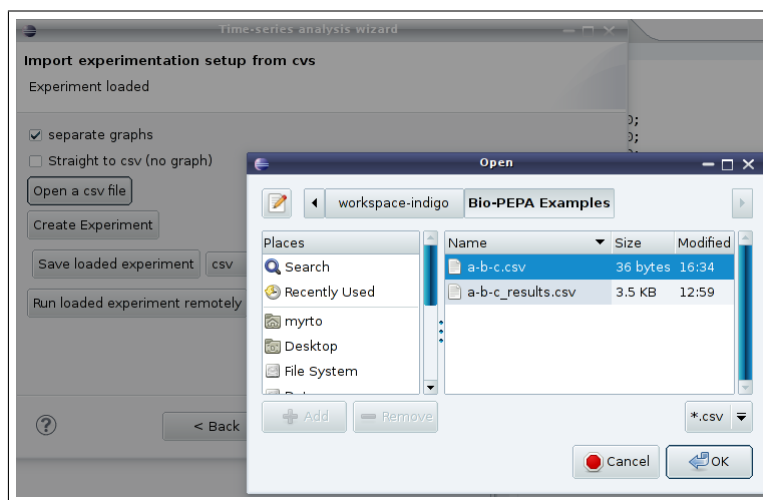 Time-series analysis wizard
Import experimentation setup from cvs
Experiment loaded
separate graphs
Straight to csv (no graph)
Open a csv file
Create Experiment
Save loaded experiment csv
Run loaded experiment remotely
< Back
Open
workspace-indigo Bio-PEPA Examples
Places
Search
Recently Used
myrto
Desktop
File System
Name Size Modified
a-b-c.csv 36 bytes 16:34
a-b-c_results.csv 3.5 KB 12:59
Add Remove
*.csv
Cancel OK